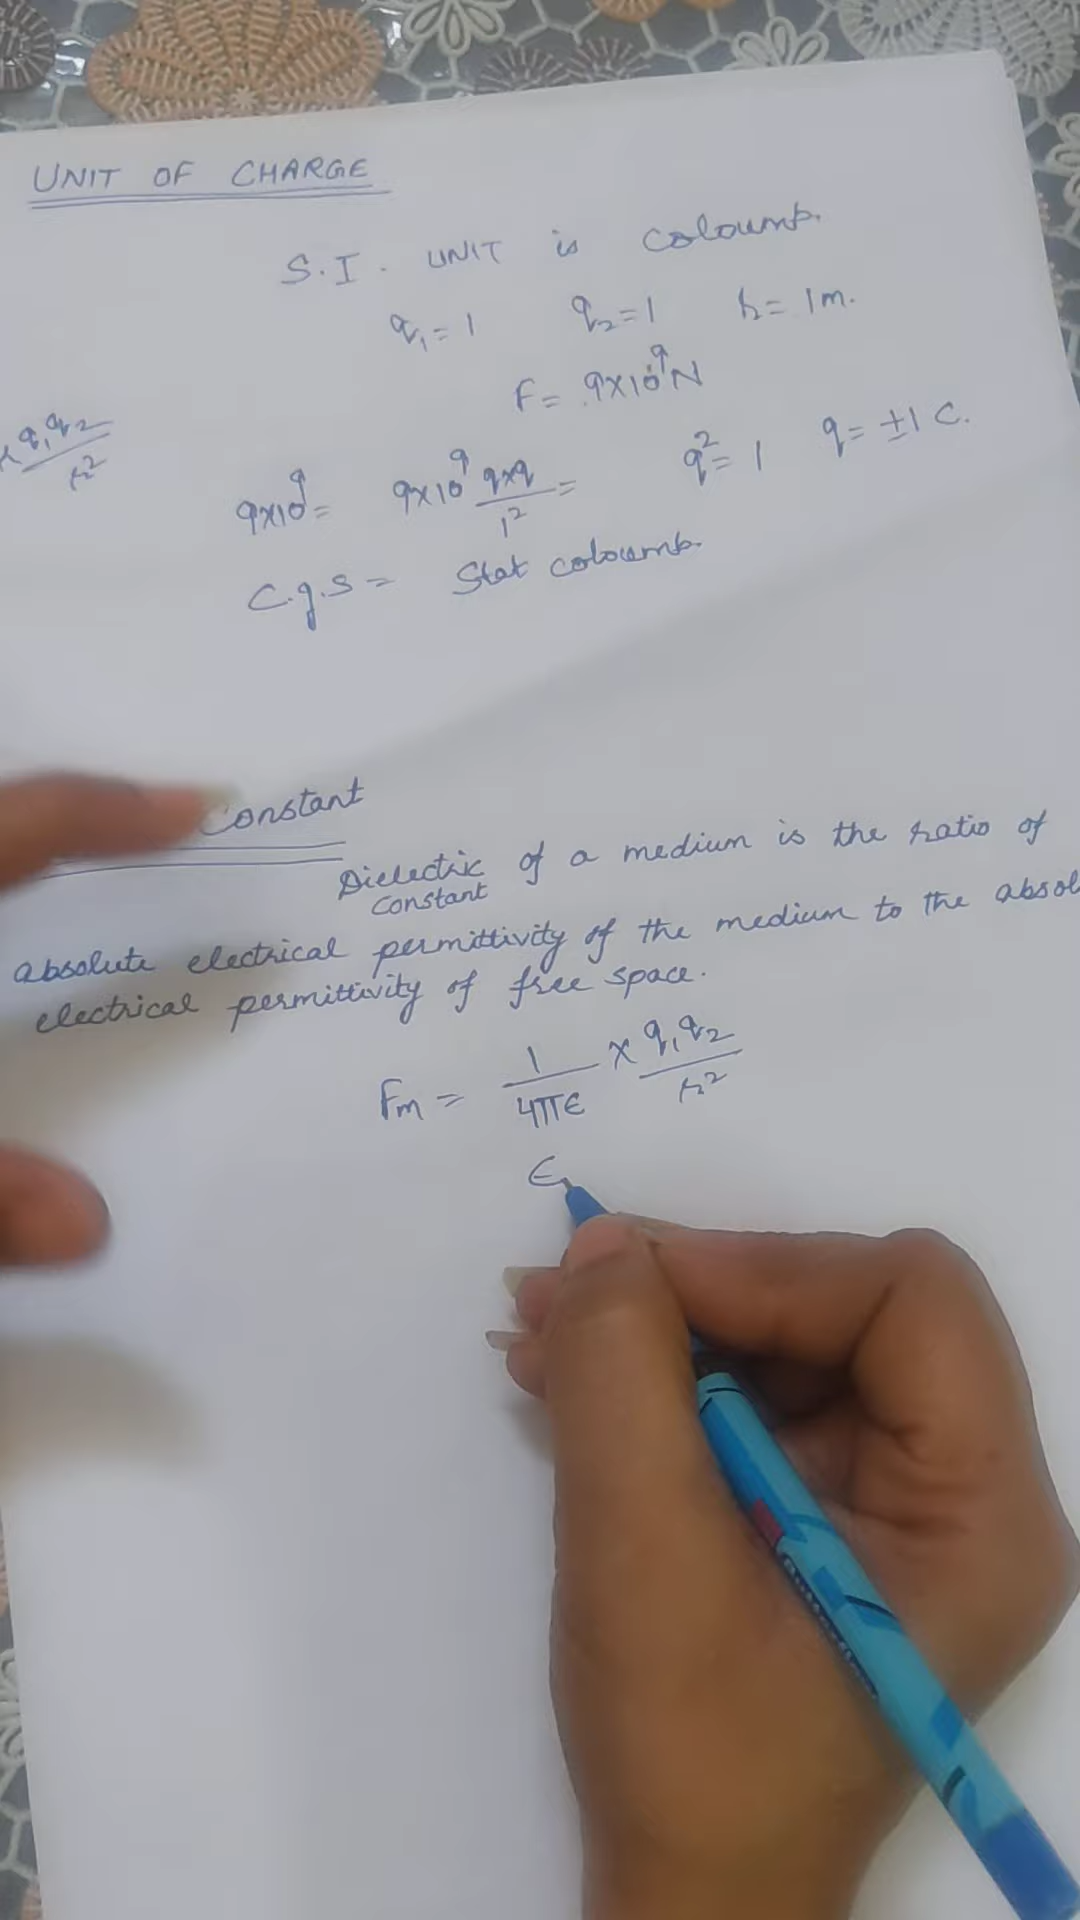 UNIT OF CHARGE
S.I. UNIT is coloumb.
q₁ = 1 q₂ = 1 r = 1m.
F = 9×10⁹N
q₁q₂/r²
9×10⁹ = 9×10⁹ q×q/1² = q² = 1 q = ±1 C.
C.g.s = Stat coloumb.
Constant
Dielectric of a medium is the ratio of
constant
absolute electrical permittivity of the medium to the
electrical permittivity of free space.
Fm = 1/4πϵ × q₁q₂/r²
ϵ